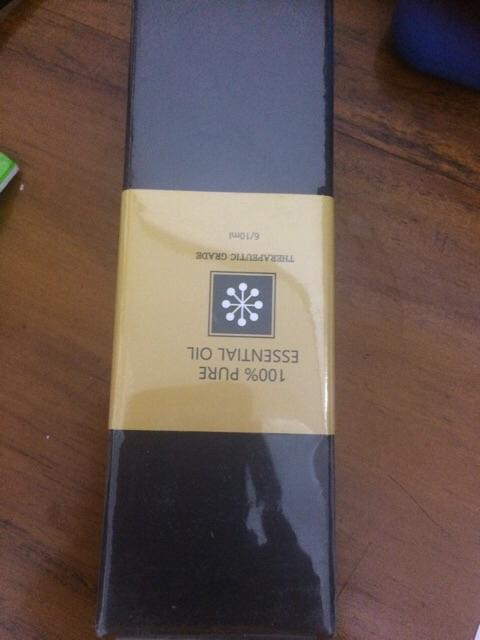 100% PURE
ESSENTIAL OIL
THERAPEUTIC GRADE
6/10ml